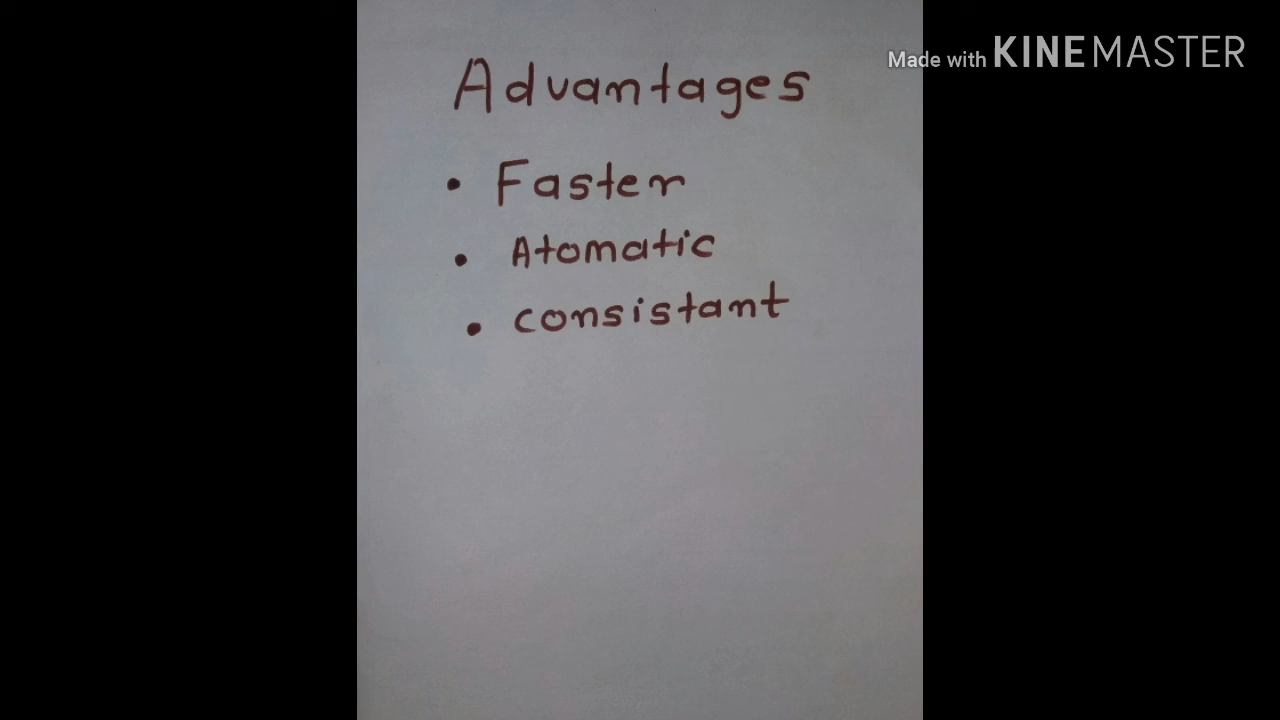 Made with KINEMASTER
Advantages
• Faster
• Atomatic
• consistant